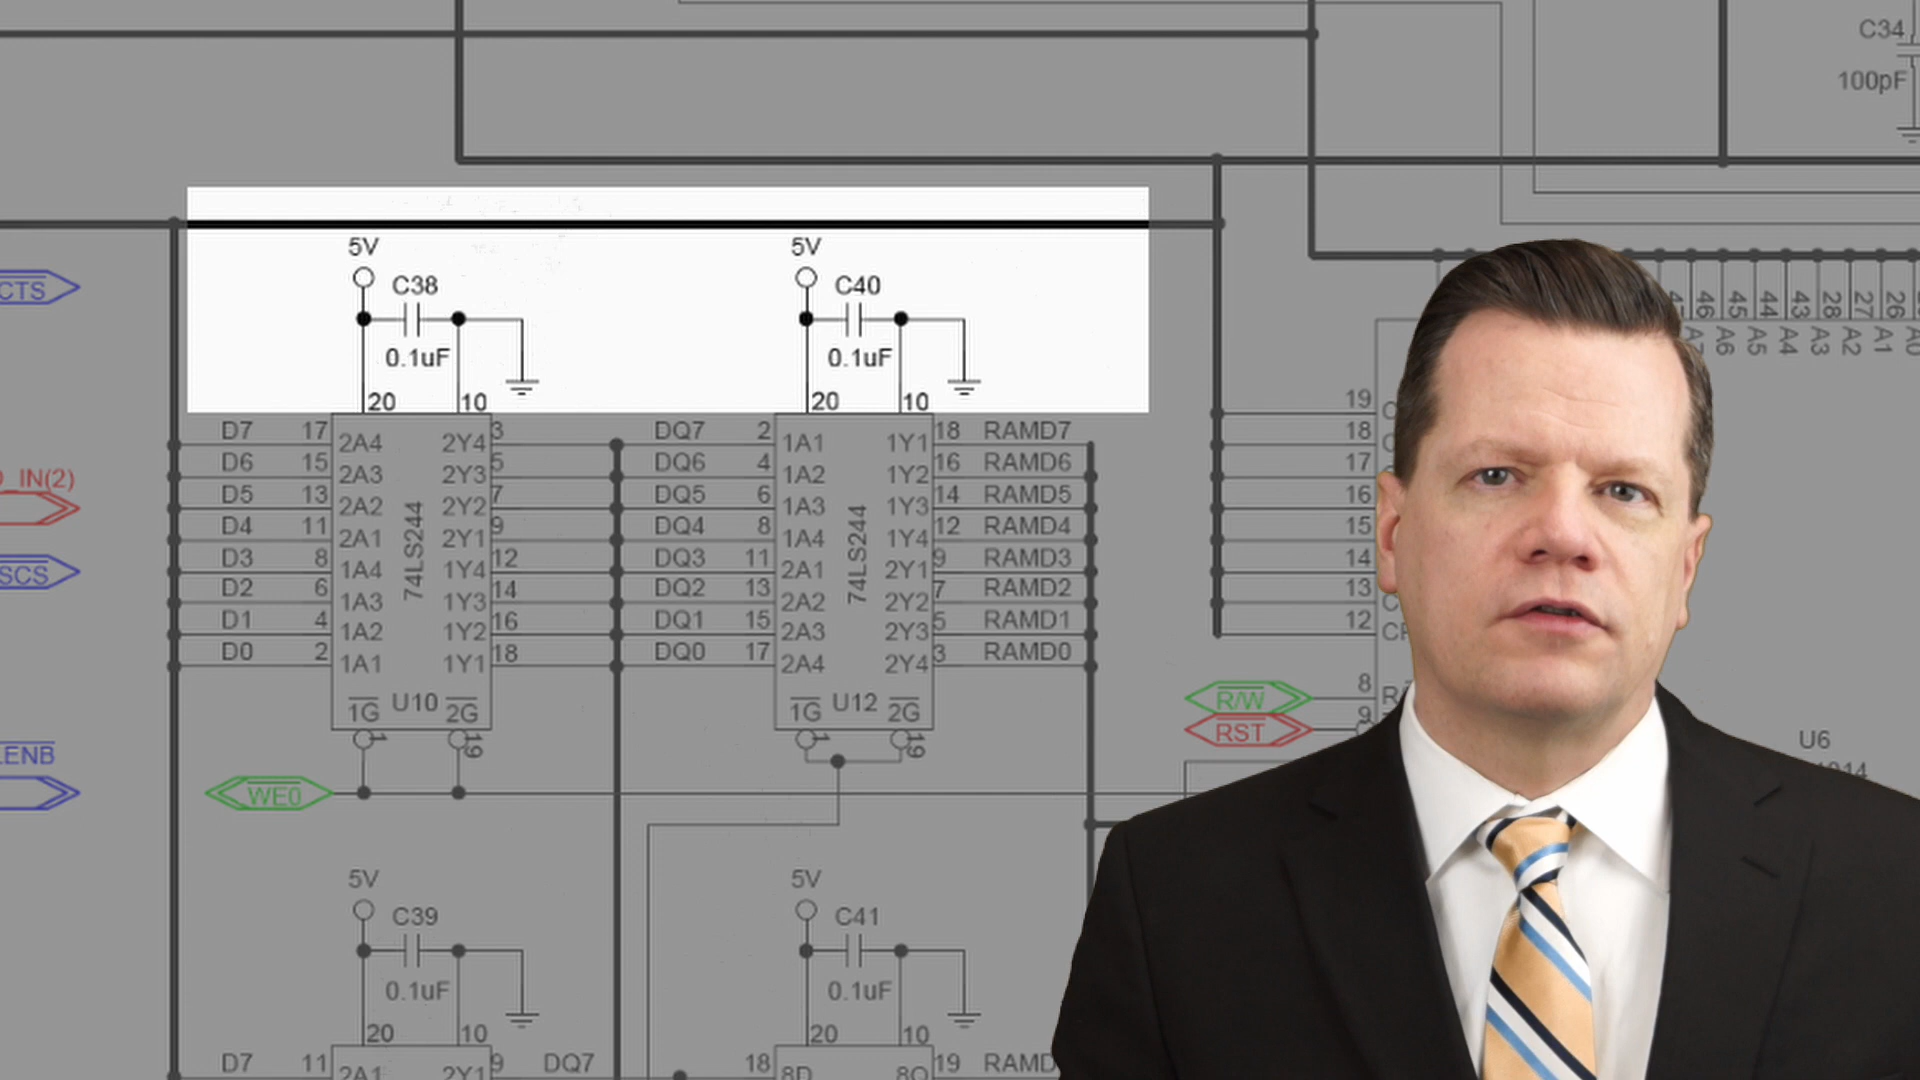 C34
100pF
5V
C38
0.1uF
20
10
5V
C40
0.1uF
20
10
CTS
_IN(2)
SCS
ENB
D7 17 2A4 2Y4 3
D6 15 2A3 2Y3 5
D5 13 2A2 2Y2 7
D4 11 2A1 2Y1 9
D3 8 1A4 1Y4 12
D2 6 1A3 1Y3 14
D1 4 1A2 1Y2 16
D0 2 1A1 1Y1 18
74LS244
1G U10 2G
1 19
WE0
DQ7 2 1A1 1Y1 18 RAMD7
DQ6 4 1A2 1Y2 16 RAMD6
DQ5 6 1A3 1Y3 14 RAMD5
DQ4 8 1A4 1Y4 12 RAMD4
DQ3 11 2A1 2Y1 9 RAMD3
DQ2 13 2A2 2Y2 7 RAMD2
DQ1 15 2A3 2Y3 5 RAMD1
DQ0 17 2A4 2Y4 3 RAMD0
74LS244
1G U12 2G
1 19
46 45 44 43 28 27 26
A7 A6 A5 A4 A3 A2 A1 A0
19
18
17
16
15
14
13
12
R/W 8
RST 9
U6
5V
C39
0.1uF
20
10
D7 11 2A1 2Y1 9 DQ7
5V
C41
0.1uF
20
10
18 8D 8Q 19 RAMD